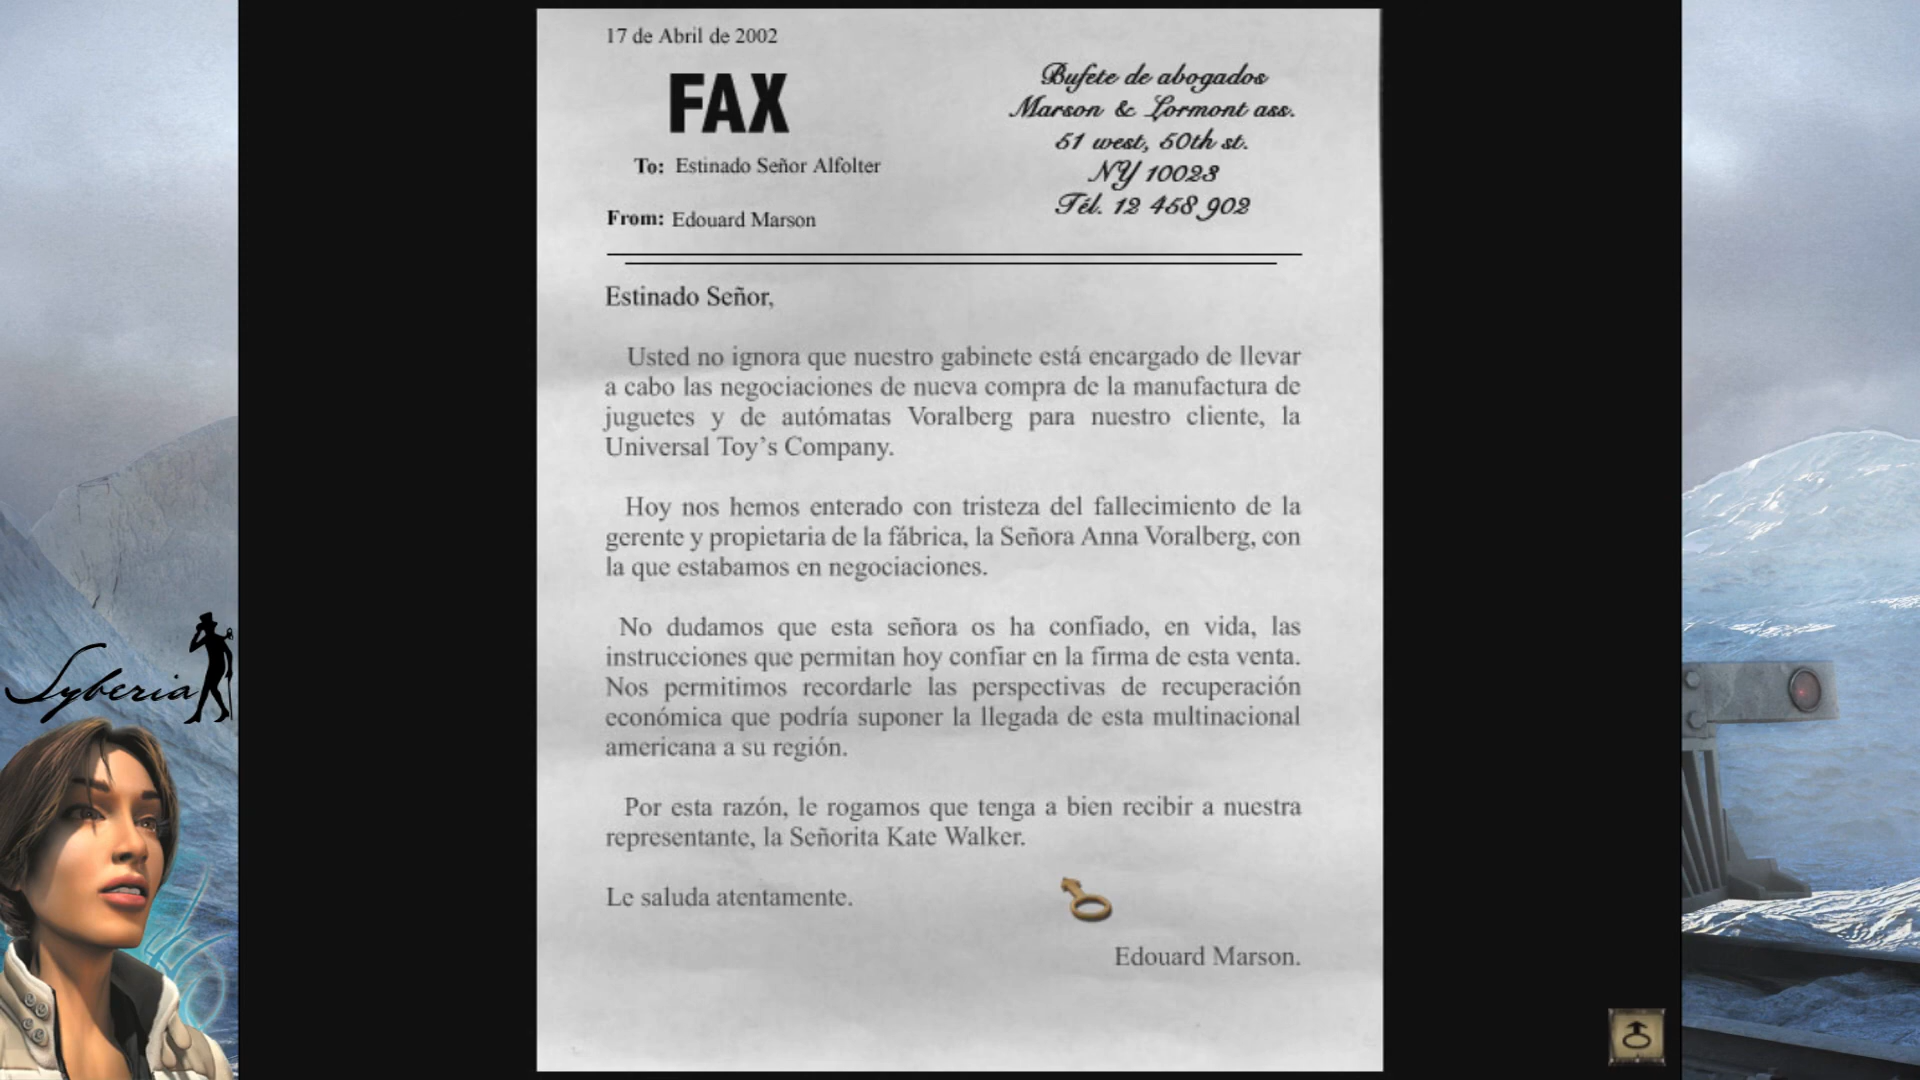 17 de Abril de 2002
FAX
Bufete de abogados
Marson & Lormont ass.
51 west, 50th st.
NY 10023
Tél. 12 458 902
To: Estinado Señor Alfolter
From: Edouard Marson
Estinado Señor,
Usted no ignora que nuestro gabinete está encargado de llevar
a cabo las negociaciones de nueva compra de la manufactura de
juguetes y de autómatas Voralberg para nuestro cliente, la
Universal Toy's Company.
Hoy nos hemos enterado con tristeza del fallecimiento de la
gerente y propietaria de la fábrica, la Señora Anna Voralberg, con
la que estabamos en negociaciones.
No dudamos que esta señora os ha confiado, en vida, las
instrucciones que permitan hoy confiar en la firma de esta venta.
Nos permitimos recordarle las perspectivas de recuperación
económica que podría suponer la llegada de esta multinacional
americana a su región.
Por esta razón, le rogamos que tenga a bien recibir a nuestra
representante, la Señorita Kate Walker.
Le saluda atentamente.
Edouard Marson.
Syberia